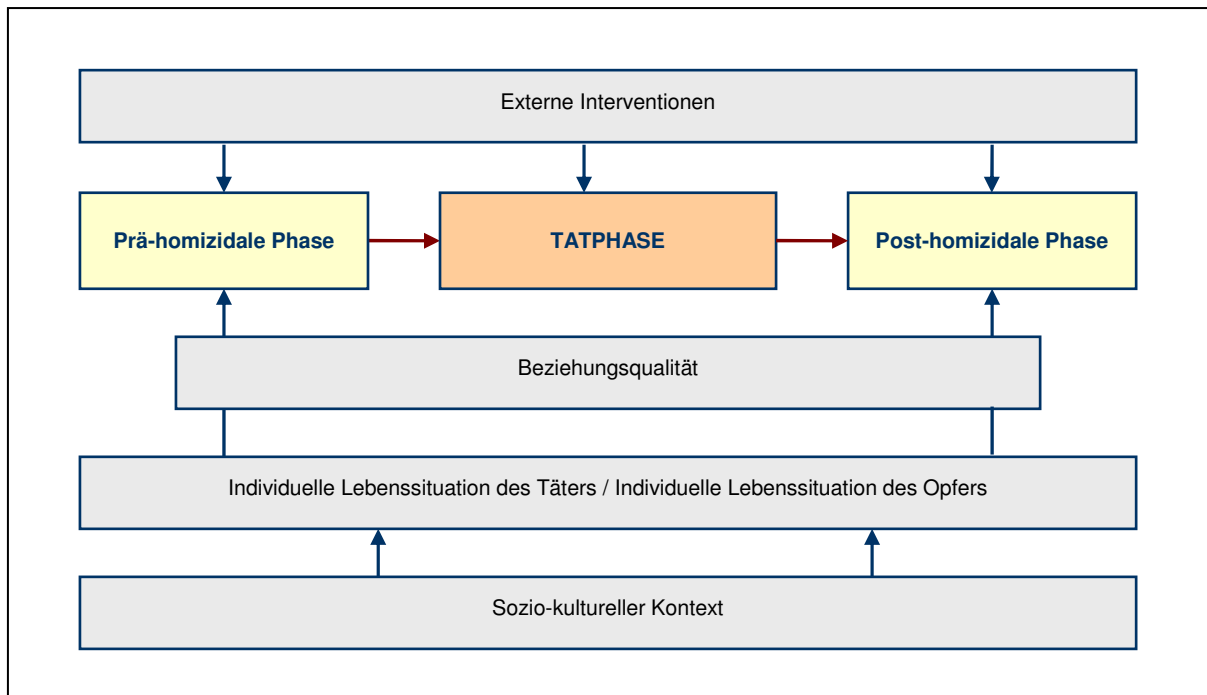 Externe Interventionen
Prä-homizidale Phase
TATPHASE
Post-homizidale Phase
Beziehungsqualität
Individuelle Lebenssituation des Täters / Individuelle Lebenssituation des Opfers
Sozio-kultureller Kontext